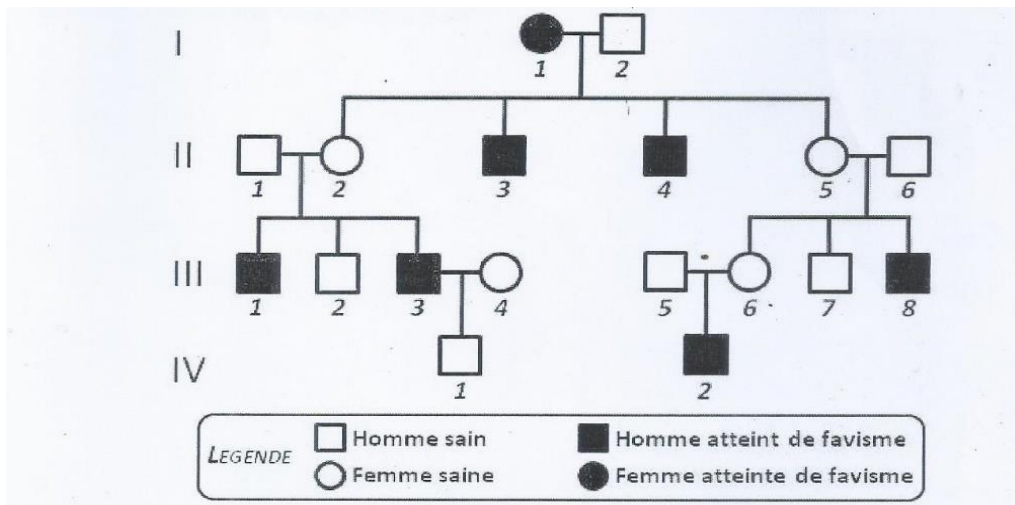 I
1 2
II
1 2 3 4 5 6
III
1 2 3 4 5 6 7 8
IV
1 2
LEGENDE
Homme sain Homme atteint de favisme
Femme saine Femme atteinte de favisme